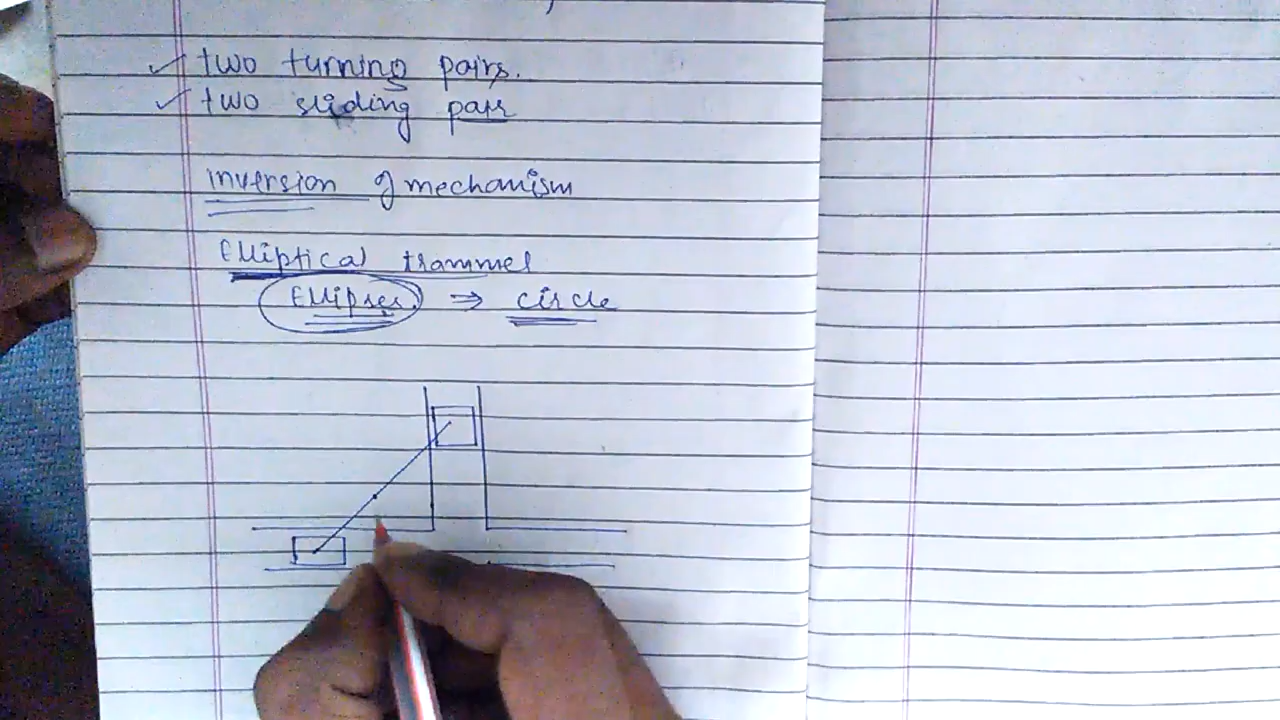 two turning pairs.
two sliding pair
inversion of mechanism
Elliptical trammel
Ellipses. ⇒ circle